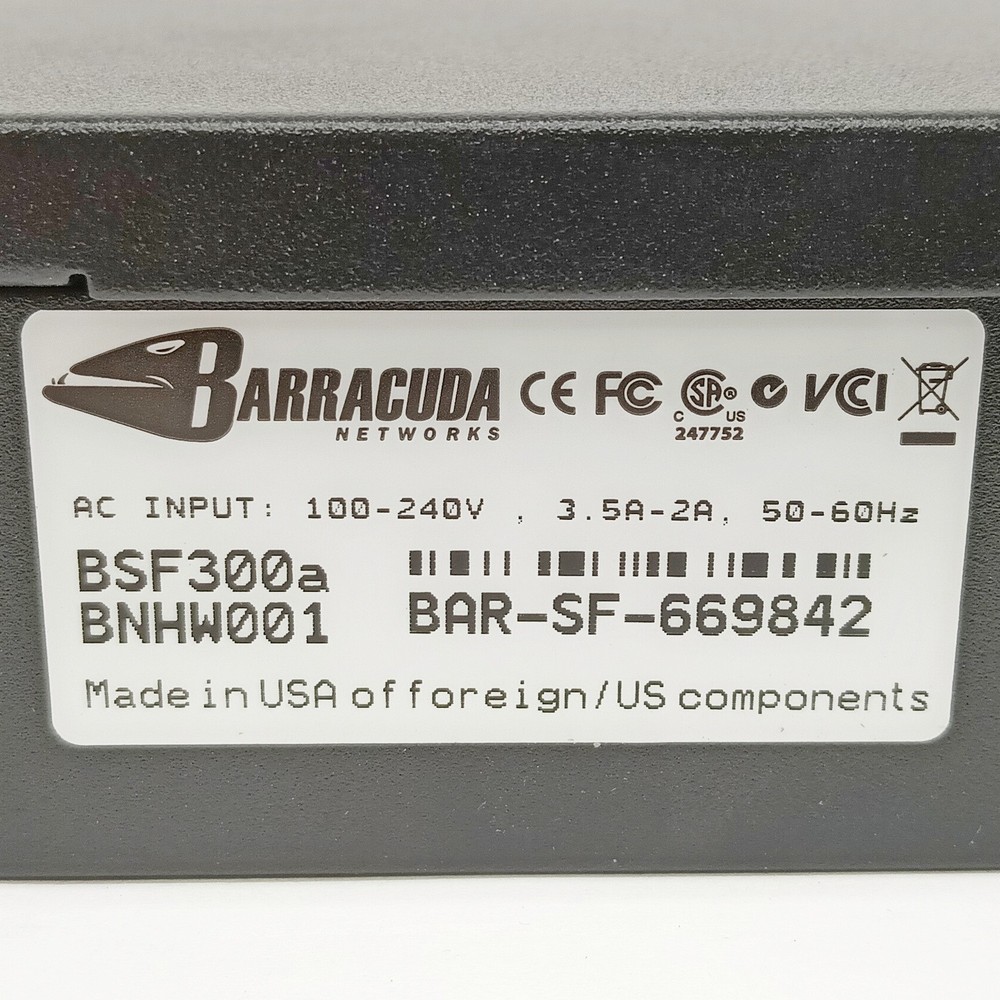 BARRACUDA
NETWORKS
CE FC C SA® US VCI
247752
AC INPUT: 100-240V , 3.5A-2A, 50-60Hz
BSF300a
BNHW001
BAR-SF-669842
Made in USA of foreign/US components